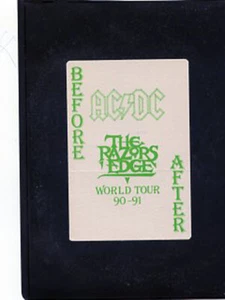 BEFORE
AC/DC
THE
RAZORS
EDGE
WORLD TOUR
90-91
AFTER